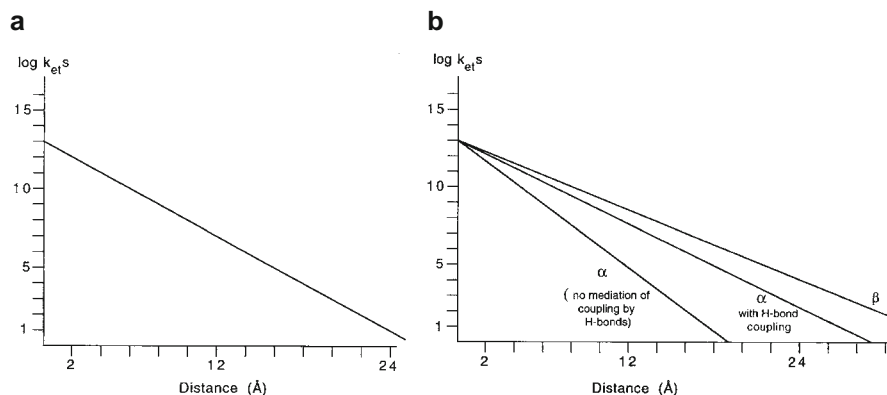 a
log k_et s
15
10
5
1
2
12
24
Distance (Å)
b
log k_et s
15
10
5
1
α
( no mediation of
coupling by
H-bonds)
α
with H-bond
coupling
β
2
12
24
Distance (Å)